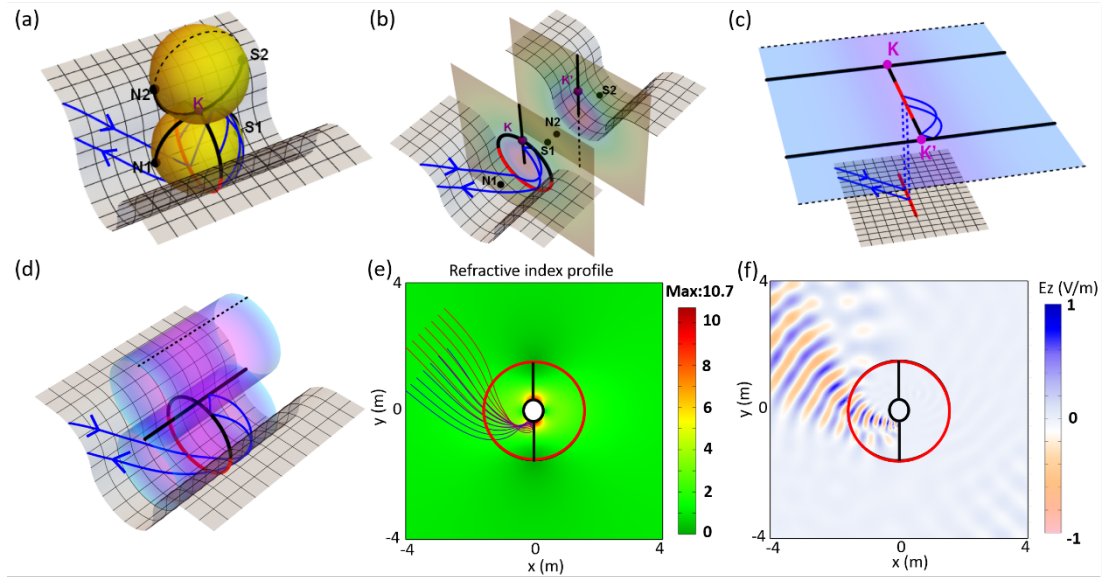 (a)
N2
S2
K
S1
N1
(b)
K'
S2
K
N2
S1
N1
(c)
K
K'
(d)
(e)
Refractive index profile
4
0
-4
y (m)
-4
0
4
x (m)
Max:10.7
10
8
6
4
2
0
(f)
Ez (V/m)
4
0
-4
y (m)
-4
0
4
x (m)
1
0
-1